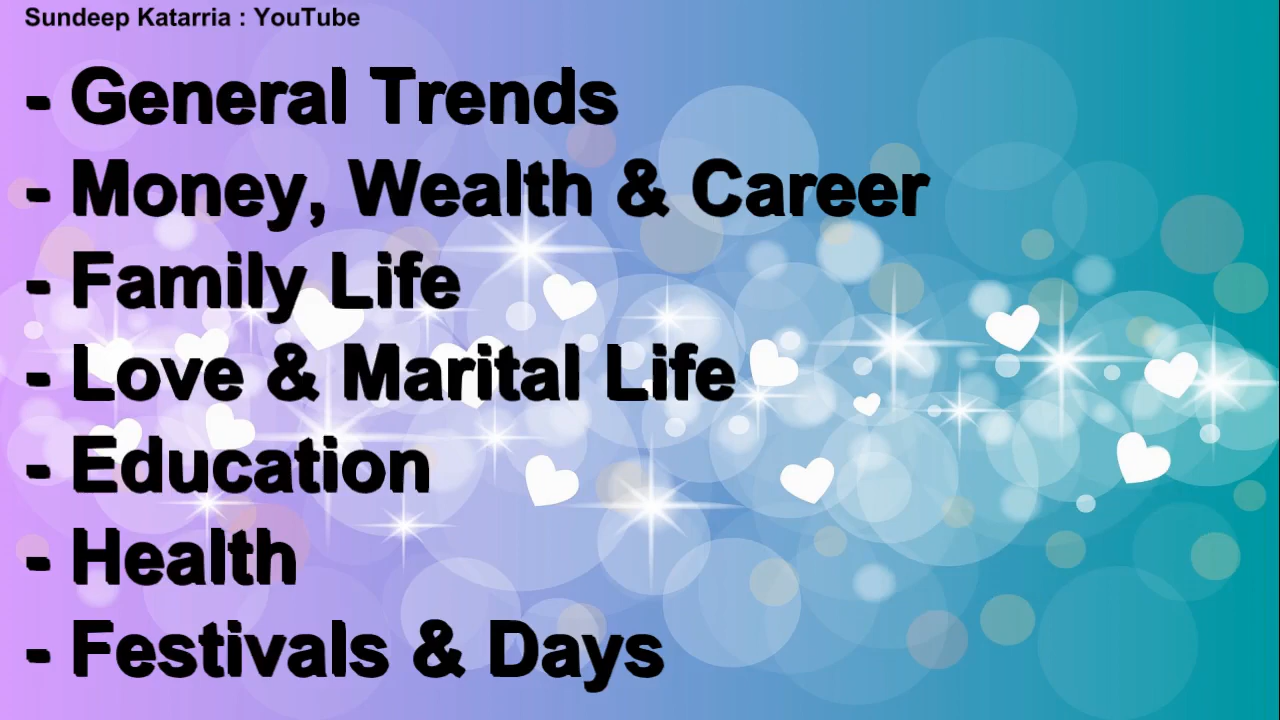 Sundeep Katarria : YouTube
- General Trends
- Money, Wealth & Career
- Family Life
- Love & Marital Life
- Education
- Health
- Festivals & Days